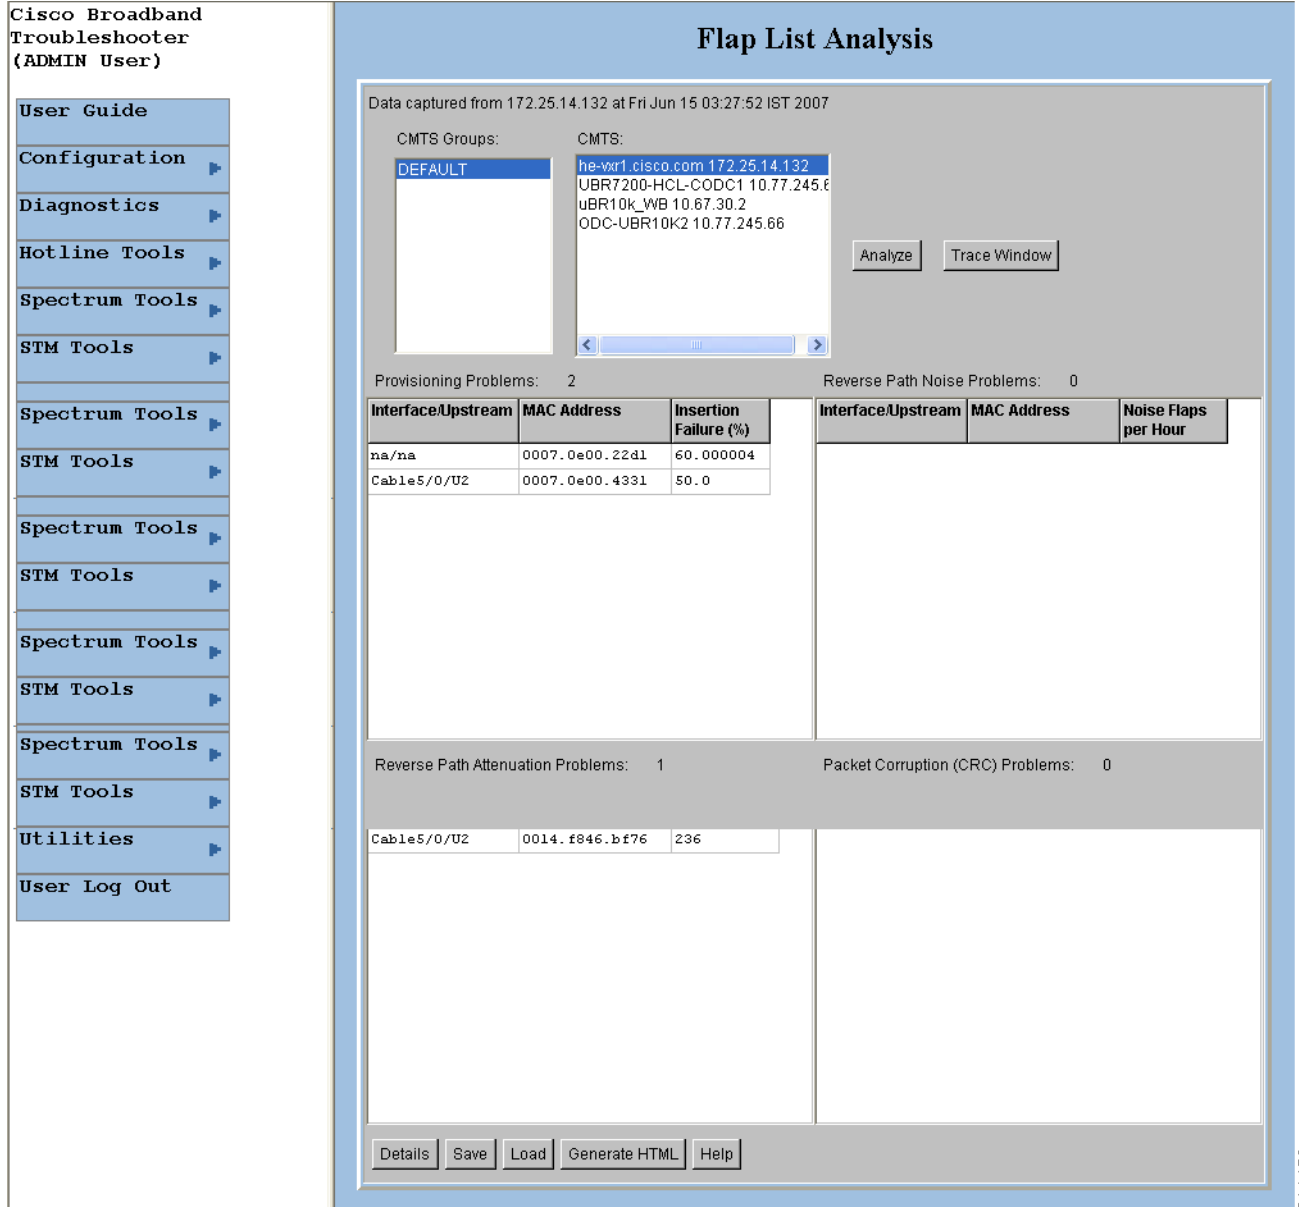 Cisco Broadband
Troubleshooter
(ADMIN User)
User Guide
Configuration
Diagnostics
Hotline Tools
Spectrum Tools
STM Tools
Spectrum Tools
STM Tools
Spectrum Tools
STM Tools
Spectrum Tools
STM Tools
Spectrum Tools
STM Tools
Utilities
User Log Out
Flap List Analysis
Data captured from 172.25.14.132 at Fri Jun 15 03:27:52 IST 2007
CMTS Groups:
DEFAULT
CMTS:
he-vxr1.cisco.com 172.25.14.132
UBR7200-HCL-CODC1 10.77.245.6
uBR10k_WB 10.67.30.2
ODC-UBR10K2 10.77.245.66
Analyze
Trace Window
Provisioning Problems: 2
Interface/Upstream MAC Address Insertion Failure (%)
na/na 0007.0e00.22d1 60.000004
Cable5/0/U2 0007.0e00.4331 50.0
Reverse Path Noise Problems: 0
Interface/Upstream MAC Address Noise Flaps per Hour
Reverse Path Attenuation Problems: 1
Cable5/0/U2 0014.f846.bf76 236
Packet Corruption (CRC) Problems: 0
Details Save Load Generate HTML Help